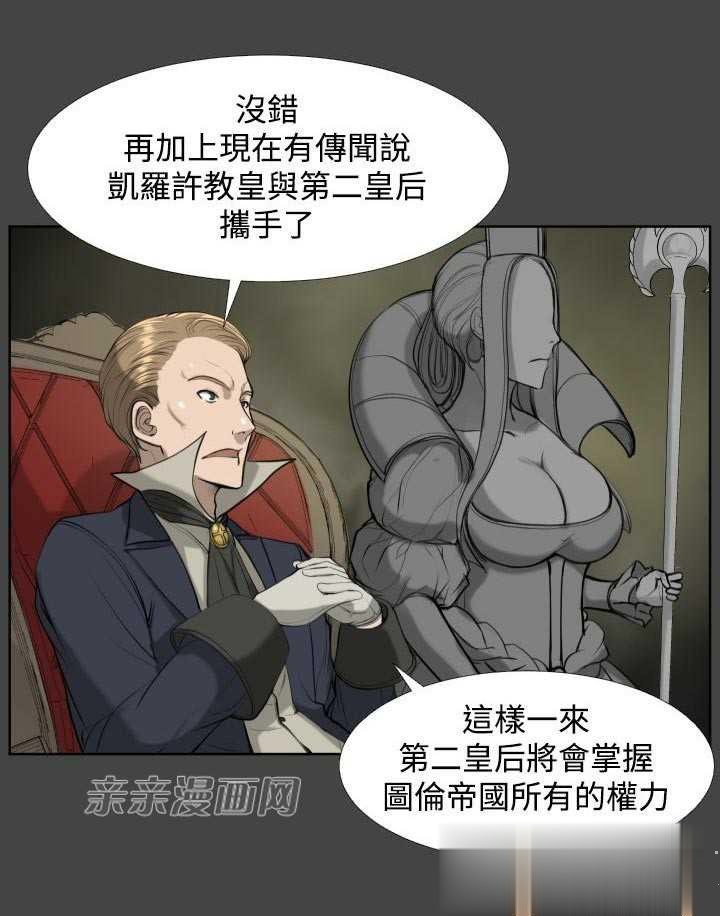 沒錯
再加上現在有傳聞說
凱羅許教皇與第二皇后
攜手了
這樣一來
第二皇后將會掌握
圖倫帝國所有的權力
亲亲漫画网